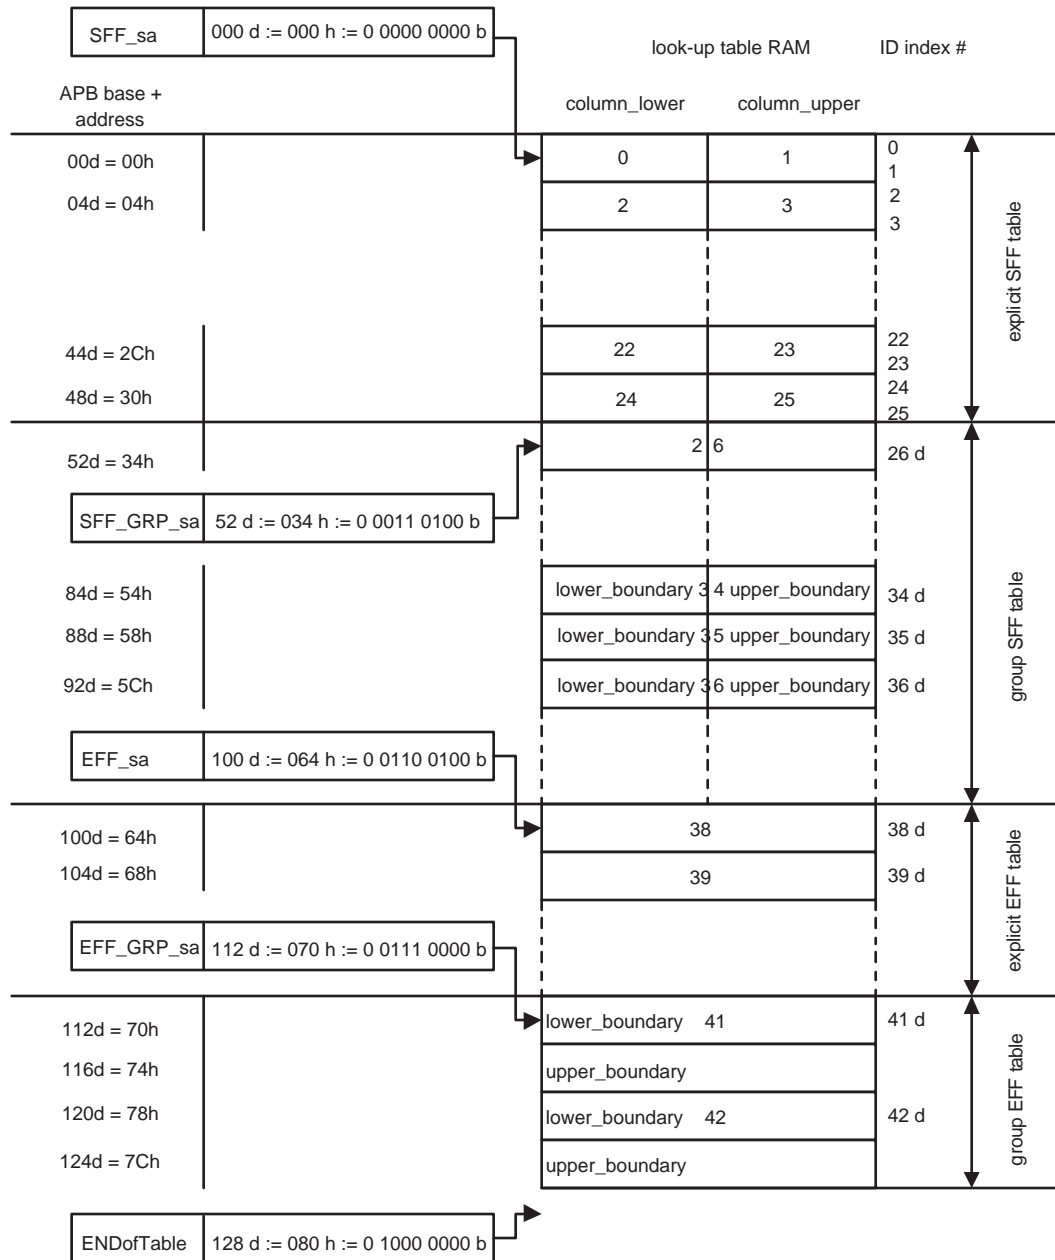 SFF_sa 000 d := 000 h := 0 0000 0000 b
look-up table RAM ID index #
APB base +
address
column_lower column_upper
00d = 00h 0 1 0
1
04d = 04h 2 3 2
3
explicit SFF table
44d = 2Ch 22 23 22
23
48d = 30h 24 25 24
25
52d = 34h 2 6 26 d
SFF_GRP_sa 52 d := 034 h := 0 0011 0100 b
84d = 54h lower_boundary 3 4 upper_boundary 34 d
88d = 58h lower_boundary 3 5 upper_boundary 35 d
92d = 5Ch lower_boundary 3 6 upper_boundary 36 d
group SFF table
EFF_sa 100 d := 064 h := 0 0110 0100 b
100d = 64h 38 38 d
104d = 68h 39 39 d
explicit EFF table
EFF_GRP_sa 112 d := 070 h := 0 0111 0000 b
112d = 70h lower_boundary 41 41 d
116d = 74h upper_boundary
120d = 78h lower_boundary 42 42 d
124d = 7Ch upper_boundary
group EFF table
ENDofTable 128 d := 080 h := 0 1000 0000 b